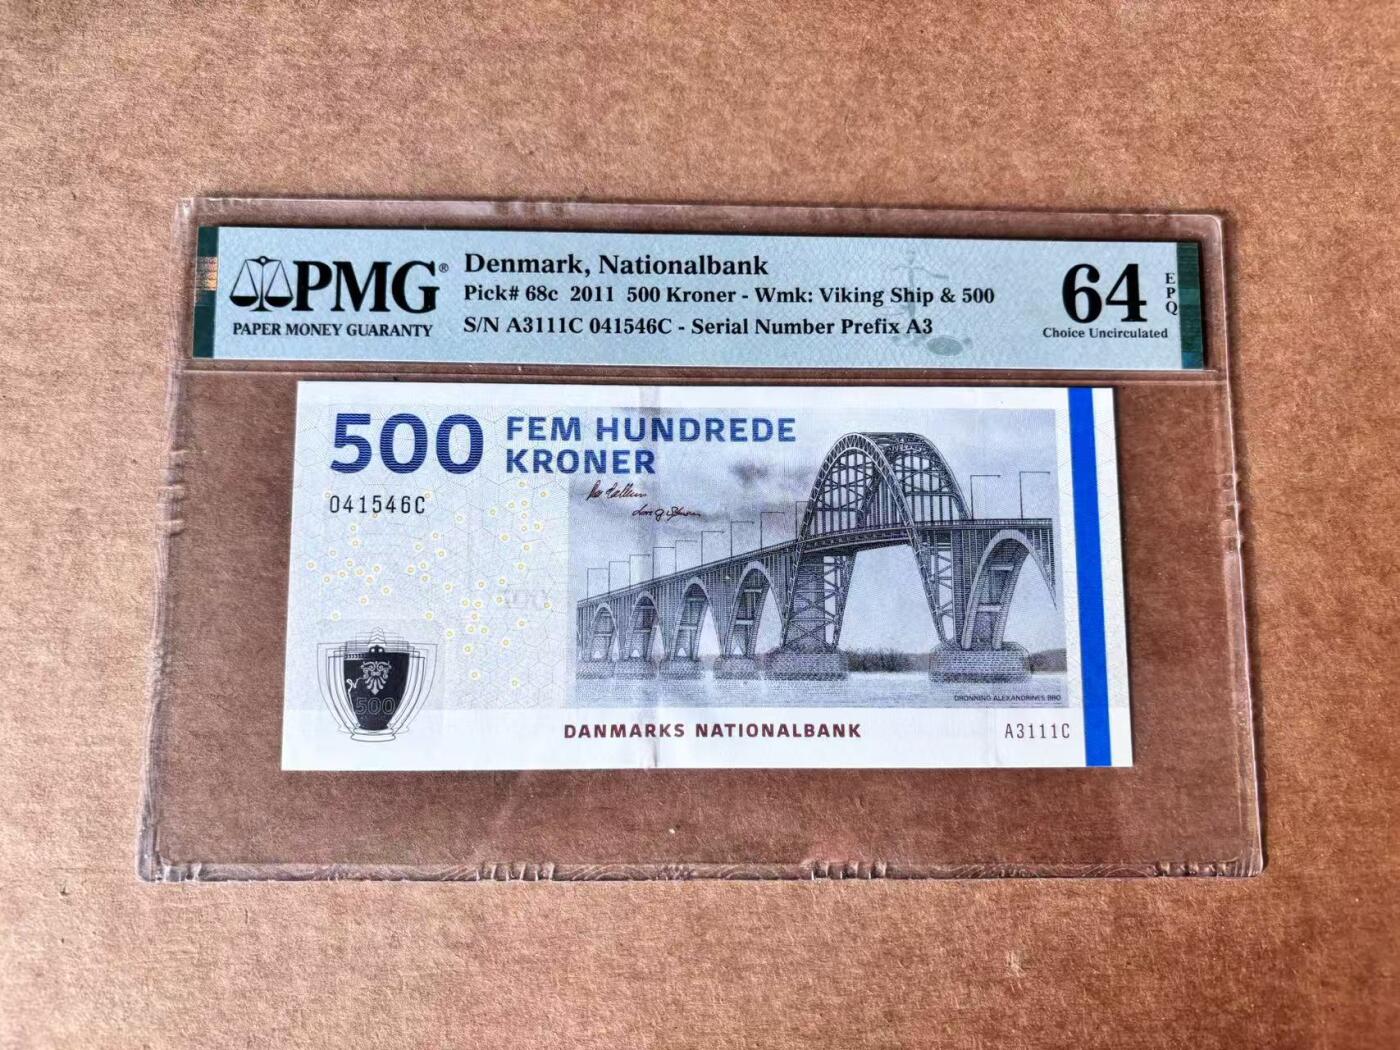 PMG®
PAPER MONEY GUARANTY
Denmark, Nationalbank
Pick# 68c 2011 500 Kroner - Wmk: Viking Ship & 500
S/N A3111C 041546C - Serial Number Prefix A3
64
EPQ
Choice Uncirculated
500 FEM HUNDREDE
KRONER
041546C
500
DRONNING ALEXANDRINES BRO
DANMARKS NATIONALBANK
A3111C